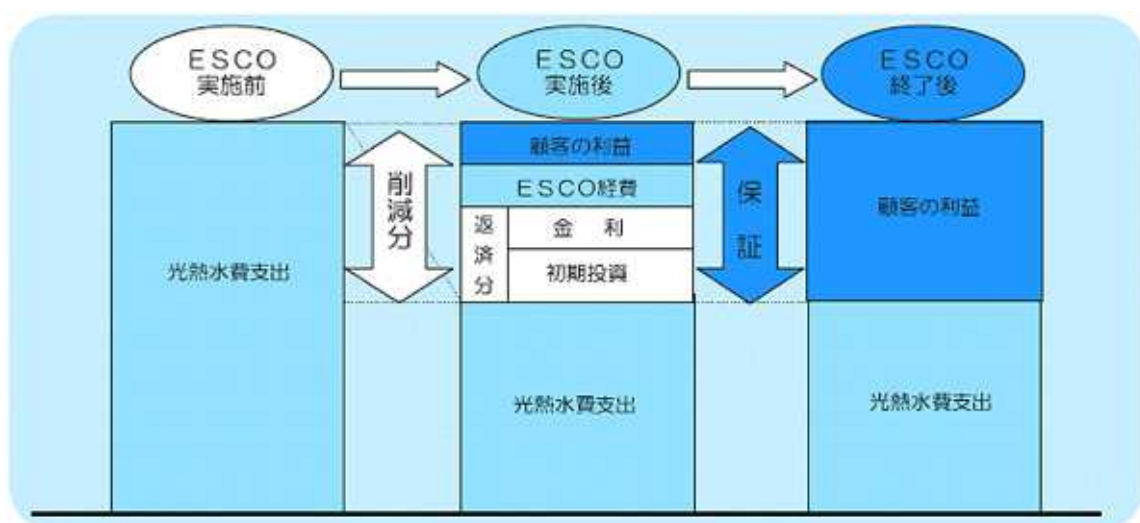 ＥＳＣＯ
実施前
ＥＳＣＯ
実施後
ＥＳＣＯ
終了後
光熱水費支出
削減分
顧客の利益
ＥＳＣＯ経費
返済分
金　利
初期投資
光熱水費支出
保証
顧客の利益
光熱水費支出